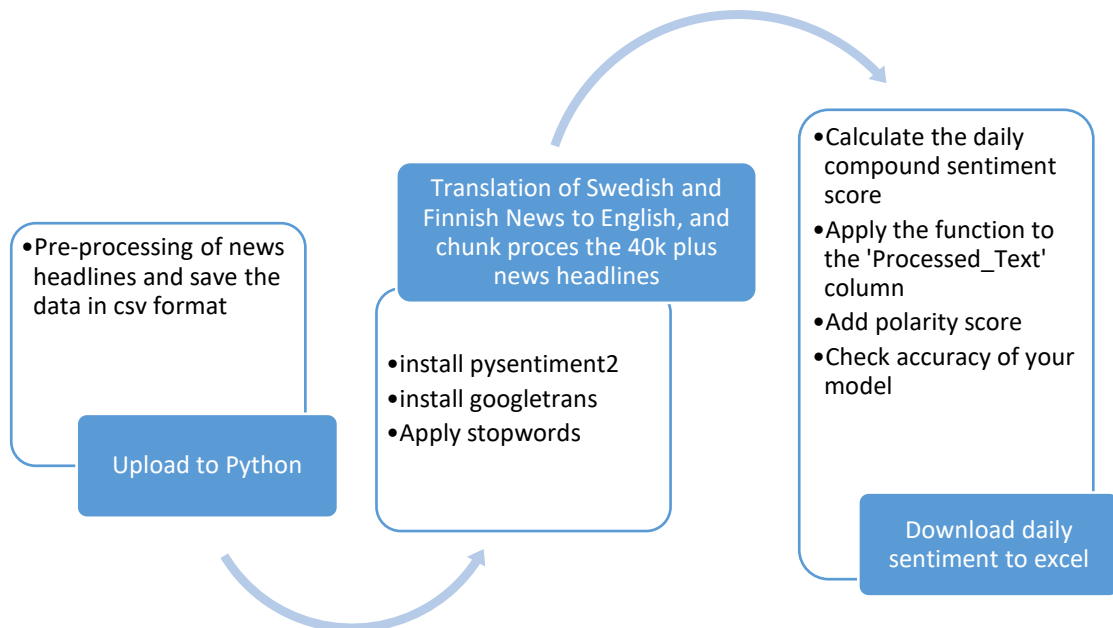 •Pre-processing of news
headlines and save the
data in csv format
Upload to Python
Translation of Swedish and
Finnish News to English, and
chunk proces the 40k plus
news headlines
•install pysentiment2
•install googletrans
•Apply stopwords
•Calculate the daily
compound sentiment
score
•Apply the function to
the 'Processed_Text'
column
•Add polarity score
•Check accuracy of your
model
Download daily
sentiment to excel